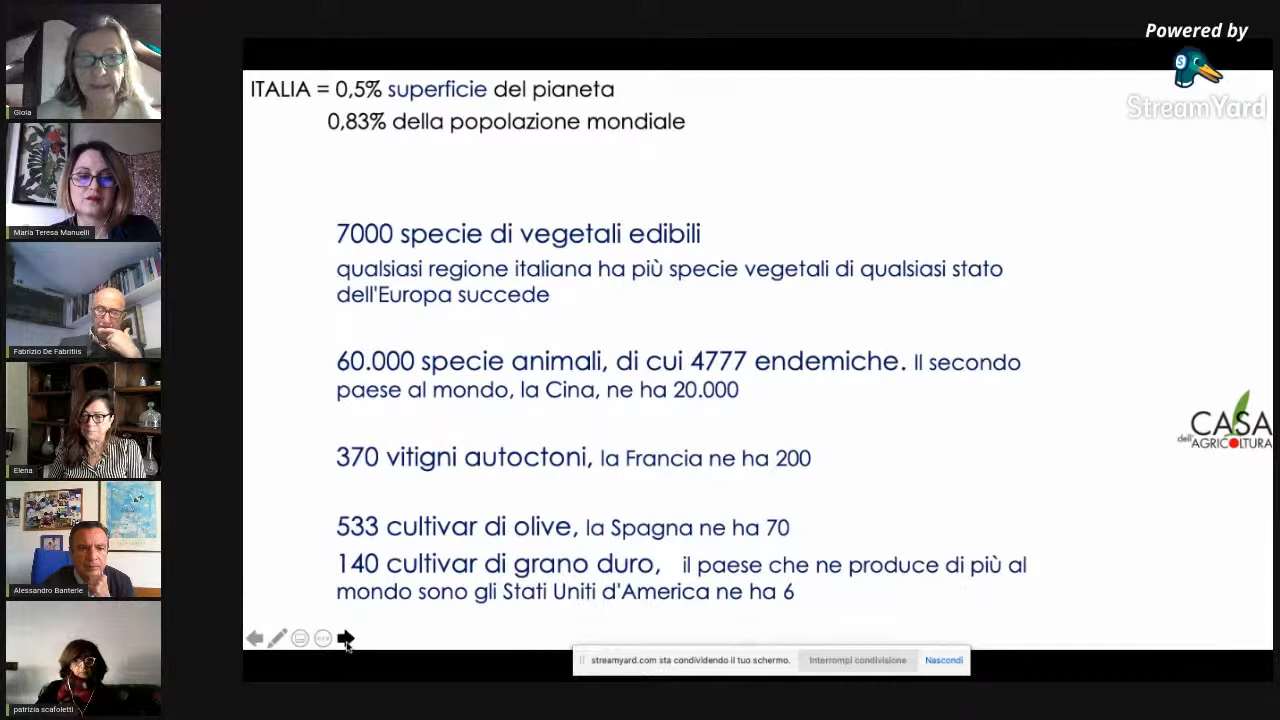 Powered by
StreamYard
Gioia
Maria Teresa Manuelli
Fabrizio De Fabritiis
Elena
Alessandro Banterle
patrizia scafoletti
ITALIA = 0,5% superficie del pianeta
0,83% della popolazione mondiale
7000 specie di vegetali edibili
qualsiasi regione italiana ha più specie vegetali di qualsiasi stato
dell'Europa succede
60.000 specie animali, di cui 4777 endemiche. Il secondo
paese al mondo, la Cina, ne ha 20.000
370 vitigni autoctoni, la Francia ne ha 200
533 cultivar di olive, la Spagna ne ha 70
140 cultivar di grano duro, il paese che ne produce di più al
mondo sono gli Stati Uniti d'America ne ha 6
CASA
dell'AGRICOLTURA
streamyard.com sta condividendo il tuo schermo.
Interrompi condivisione
Nascondi